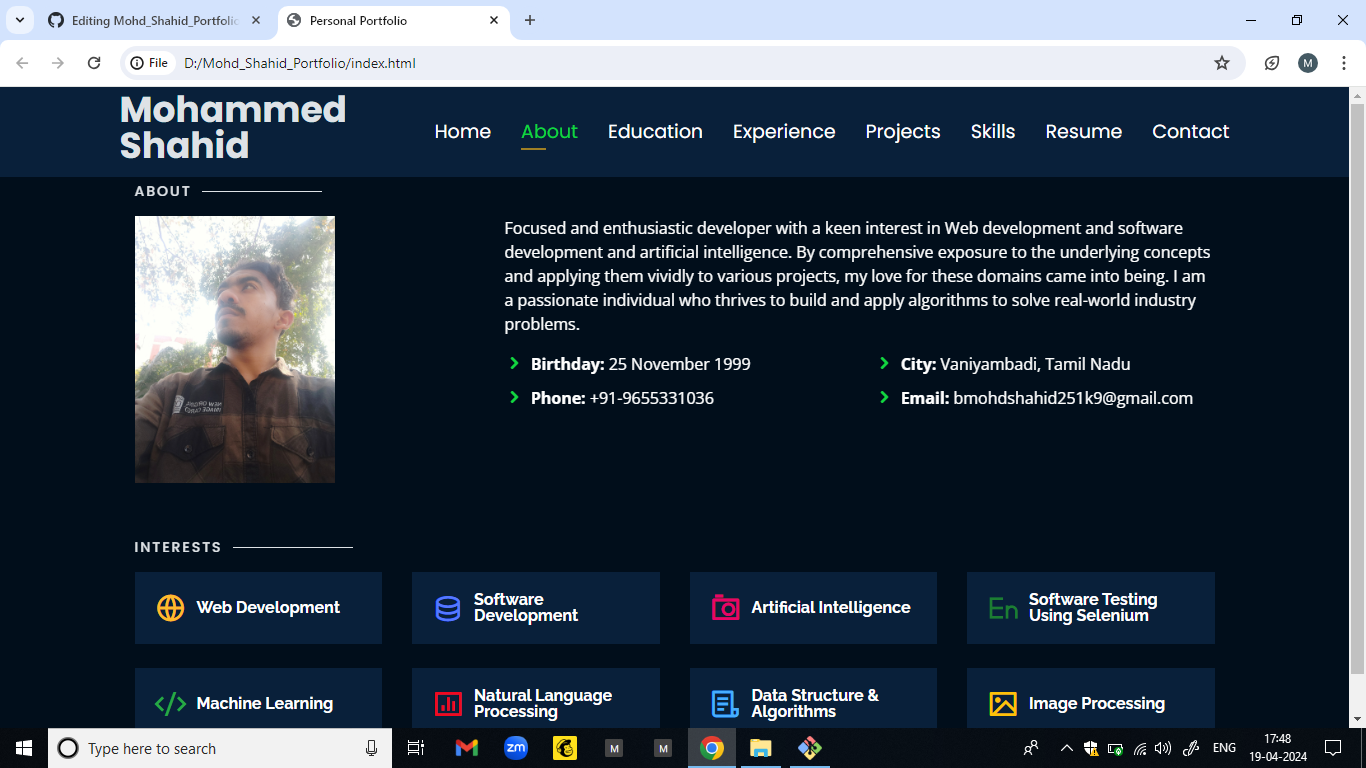 Editing Mohd_Shahid_Portfolio
Personal Portfolio
File
D:/Mohd_Shahid_Portfolio/index.html
M
Mohammed
Shahid
Home
About
Education
Experience
Projects
Skills
Resume
Contact
ABOUT
Focused and enthusiastic developer with a keen interest in Web development and software
development and artificial intelligence. By comprehensive exposure to the underlying concepts
and applying them vividly to various projects, my love for these domains came into being. I am
a passionate individual who thrives to build and apply algorithms to solve real-world industry
problems.
Birthday: 25 November 1999
City: Vaniyambadi, Tamil Nadu
Phone: +91-9655331036
Email: bmohdshahid251k9@gmail.com
INTERESTS
Web Development
Software
Development
Artificial Intelligence
En
Software Testing
Using Selenium
Machine Learning
Natural Language
Processing
Data Structure &
Algorithms
Image Processing
Type here to search
zm
M
M
ENG
17:48
19-04-2024